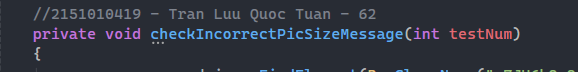 //2151010419 - Tran Luu Quoc Tuan - 62
private void checkIncorrectPicSizeMessage(int testNum)
{